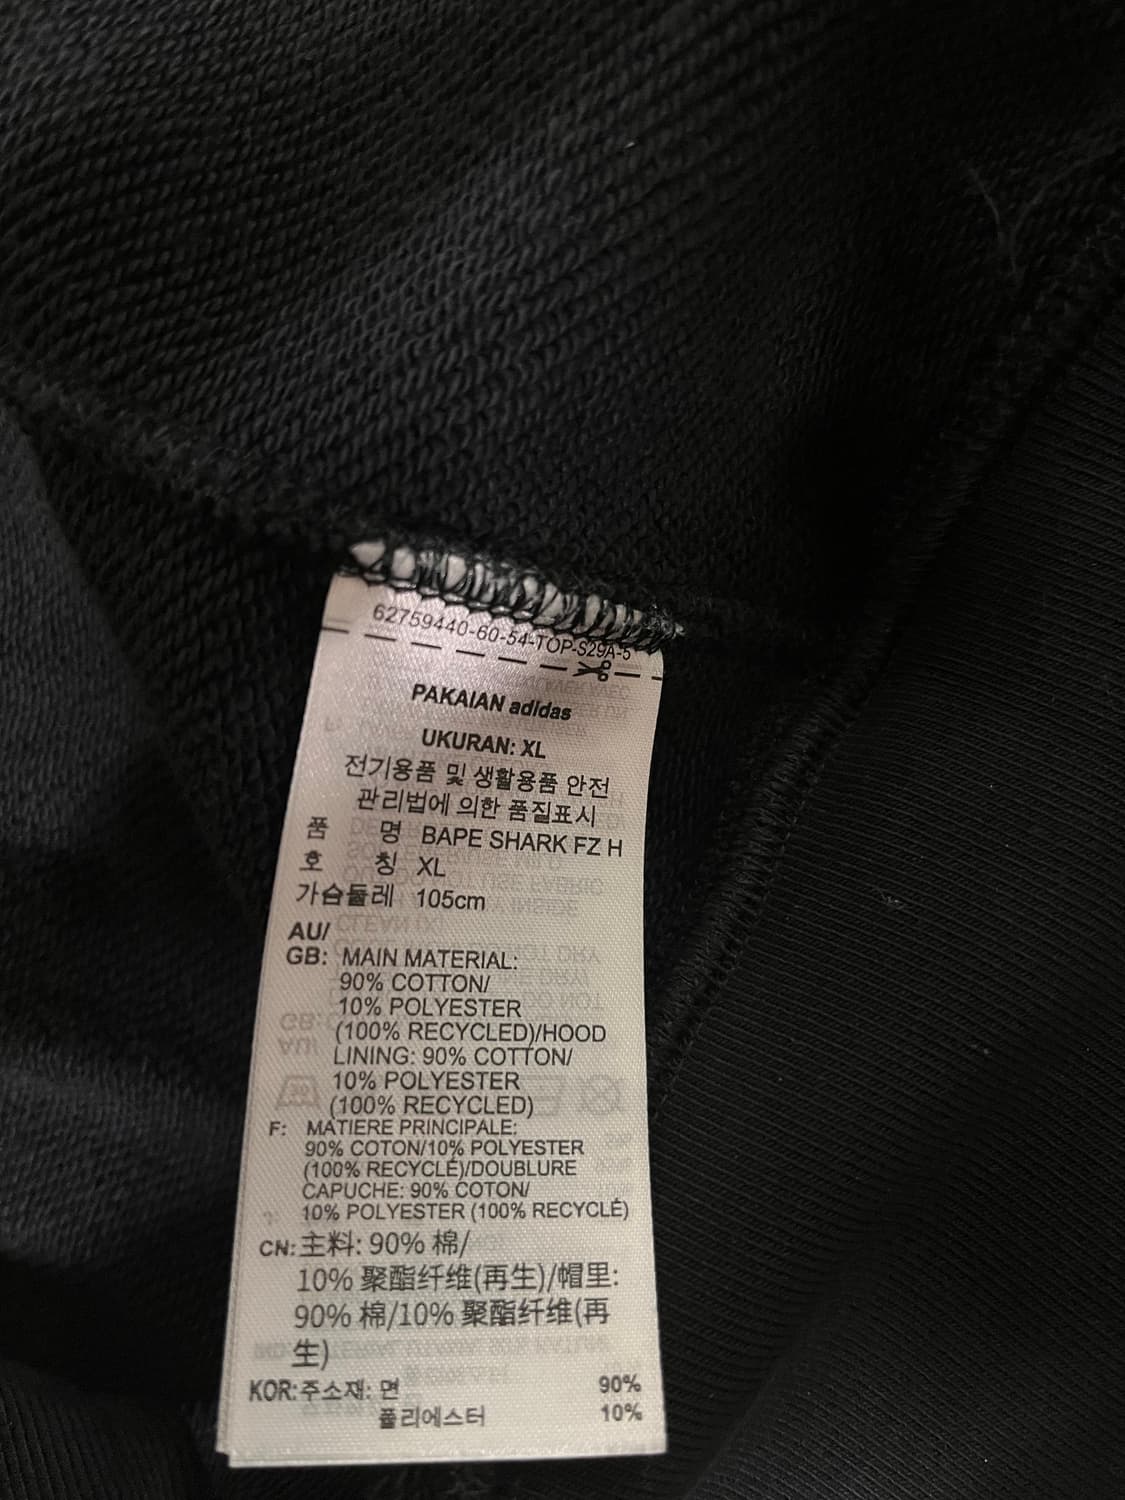 62759440-60-54-TOP-S29A-5
PAKAIAN adidas
UKURAN: XL
전기용품 및 생활용품 안전
관리법에 의한 품질표시
품 명 BAPE SHARK FZ H
호 칭 XL
가슴둘레 105cm
AU/
GB: MAIN MATERIAL:
90% COTTON/
10% POLYESTER
(100% RECYCLED)/HOOD
LINING: 90% COTTON/
10% POLYESTER
(100% RECYCLED)
F: MATIERE PRINCIPALE:
90% COTON/10% POLYESTER
(100% RECYCLÉ)/DOUBLURE
CAPUCHE: 90% COTON/
10% POLYESTER (100% RECYCLÉ)
CN: 主料: 90% 棉/
10% 聚酯纤维(再生)/帽里:
90% 棉/10% 聚酯纤维(再
生)
KOR: 주소재: 면 90%
폴리에스터 10%